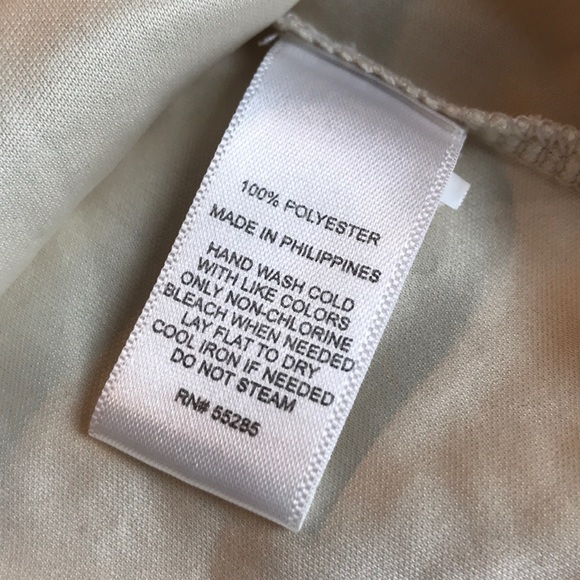 100% POLYESTER
MADE IN PHILIPPINES
HAND WASH COLD
WITH LIKE COLORS
ONLY NON-CHLORINE
BLEACH WHEN NEEDED
LAY FLAT TO DRY
COOL IRON IF NEEDED
DO NOT STEAM
RN# 55285